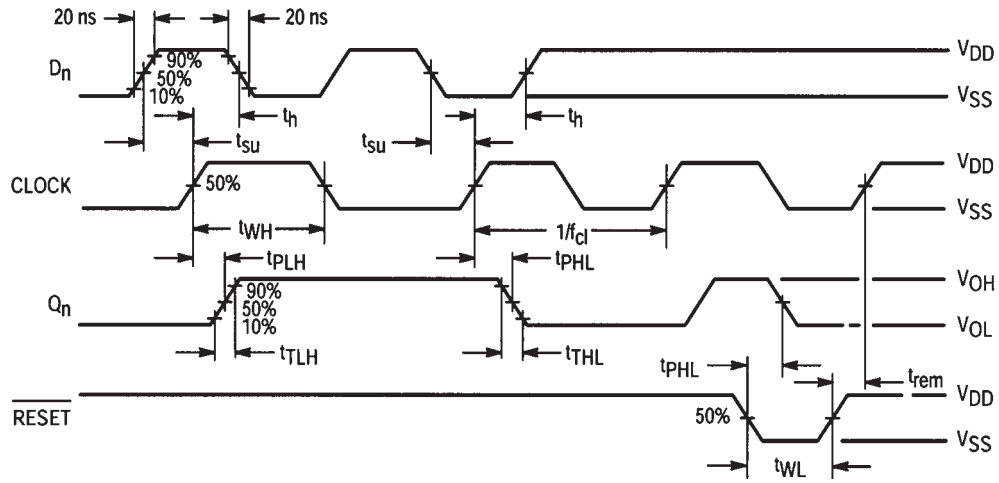 20 ns
20 ns
Dn
90%
50%
10%
VDD
VSS
th
th
tsu
tsu
CLOCK
50%
VDD
VSS
tWH
1/fcl
tPLH
tPHL
Qn
90%
50%
10%
VOH
VOL
tTLH
tTHL
tPHL
trem
RESET
50%
VDD
VSS
tWL